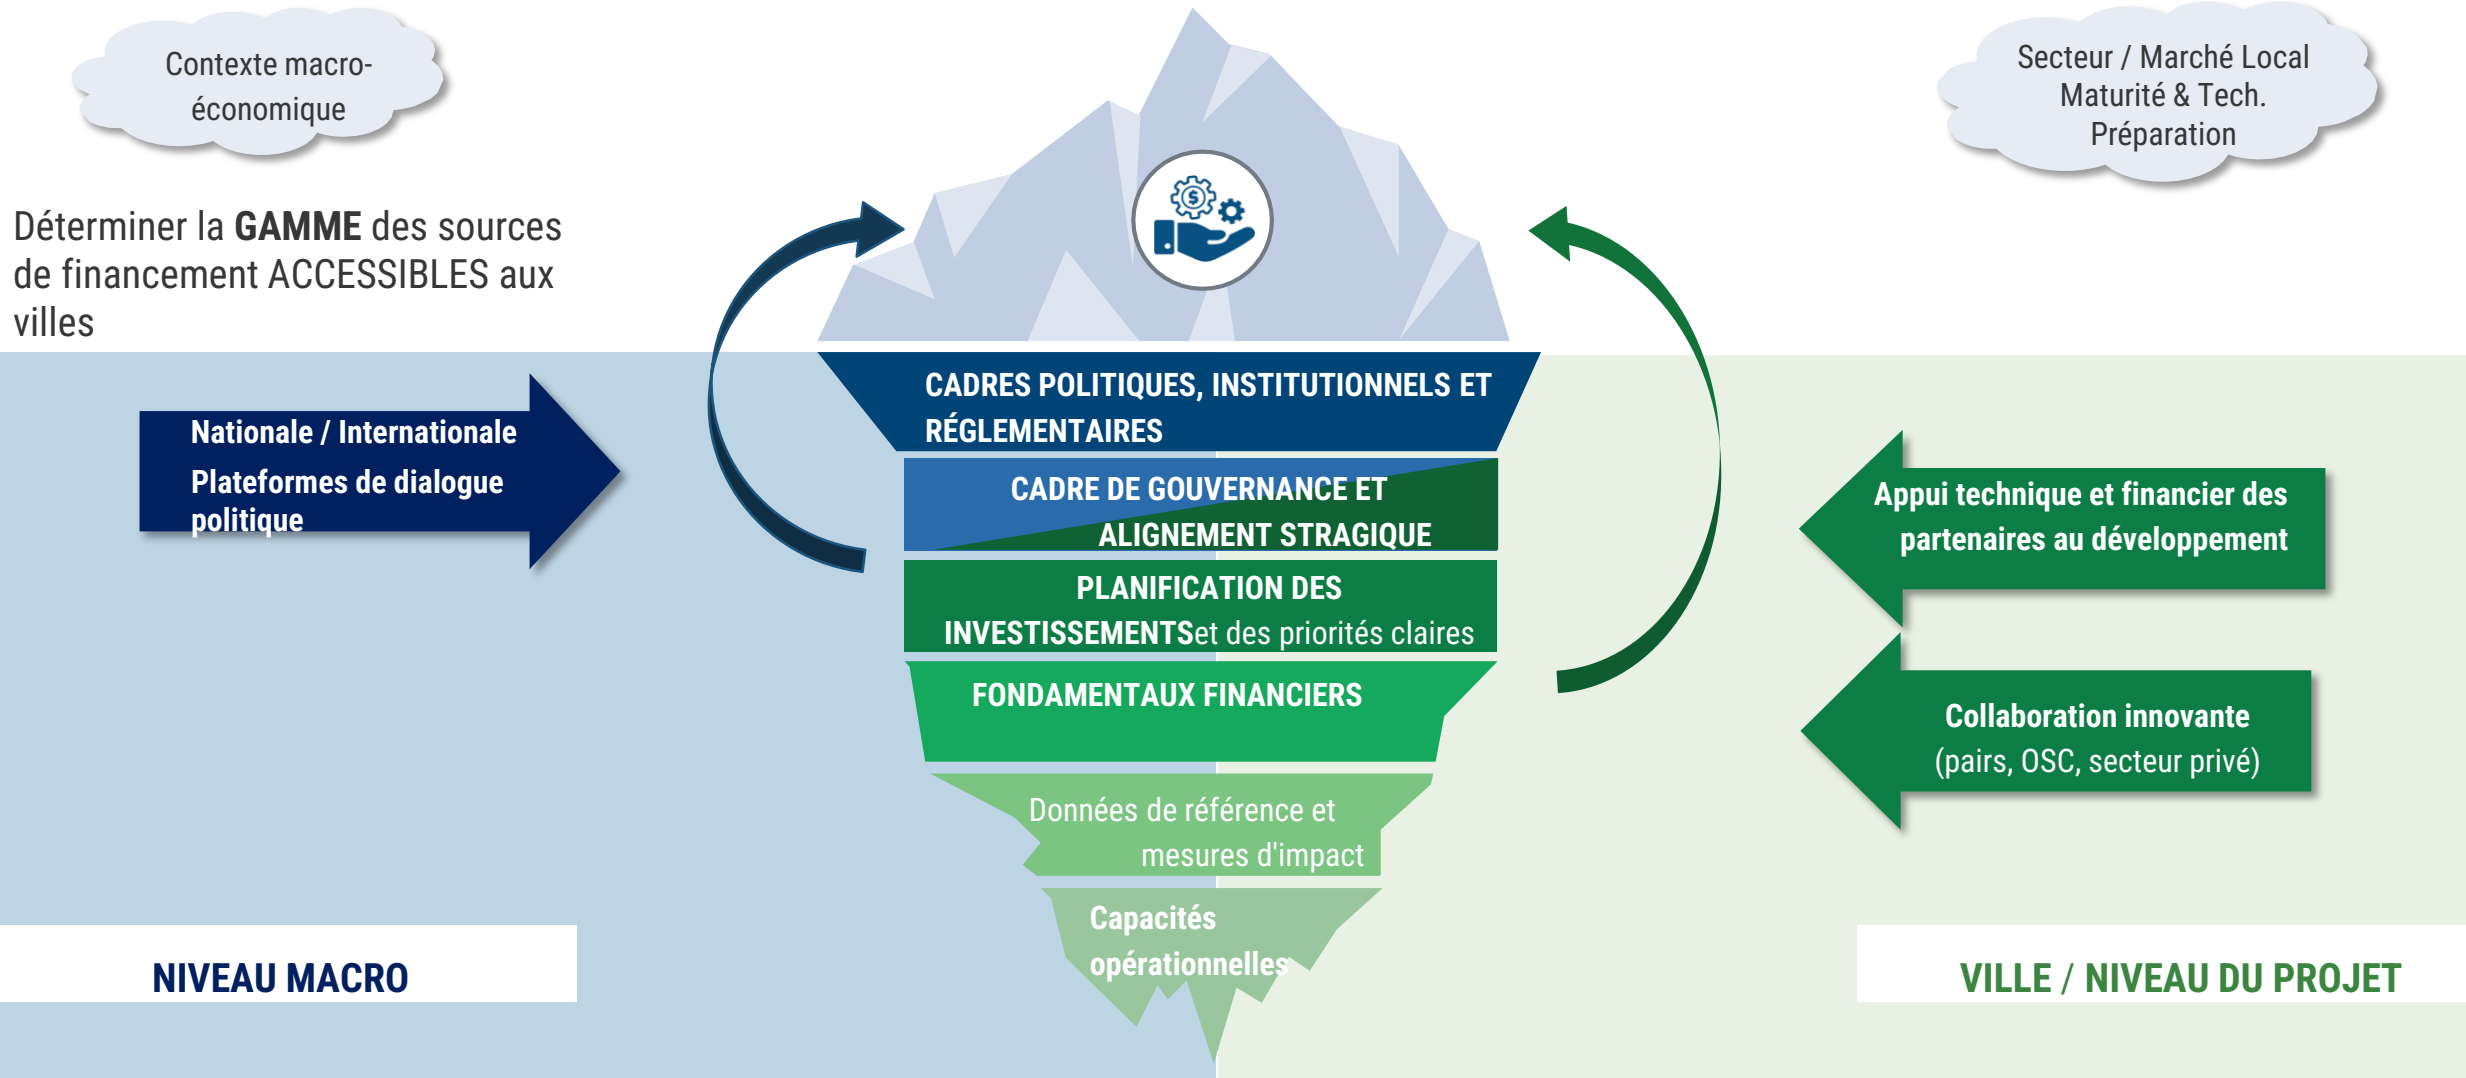 Contexte macro-
économique
Secteur / Marché Local
Maturité & Tech.
Préparation
Déterminer la GAMME des sources
de financement ACCESSIBLES aux
villes
$
CADRES POLITIQUES, INSTITUTIONNELS ET
RÉGLEMENTAIRES
Nationale / Internationale
Plateformes de dialogue
politique
CADRE DE GOUVERNANCE ET
ALIGNEMENT STRAGIQUE
Appui technique et financier des
partenaires au développement
PLANIFICATION DES
INVESTISSEMENTSet des priorités claires
FONDAMENTAUX FINANCIERS
Collaboration innovante
(pairs, OSC, secteur privé)
Données de référence et
mesures d'impact
Capacités
opérationnelles
NIVEAU MACRO
VILLE / NIVEAU DU PROJET